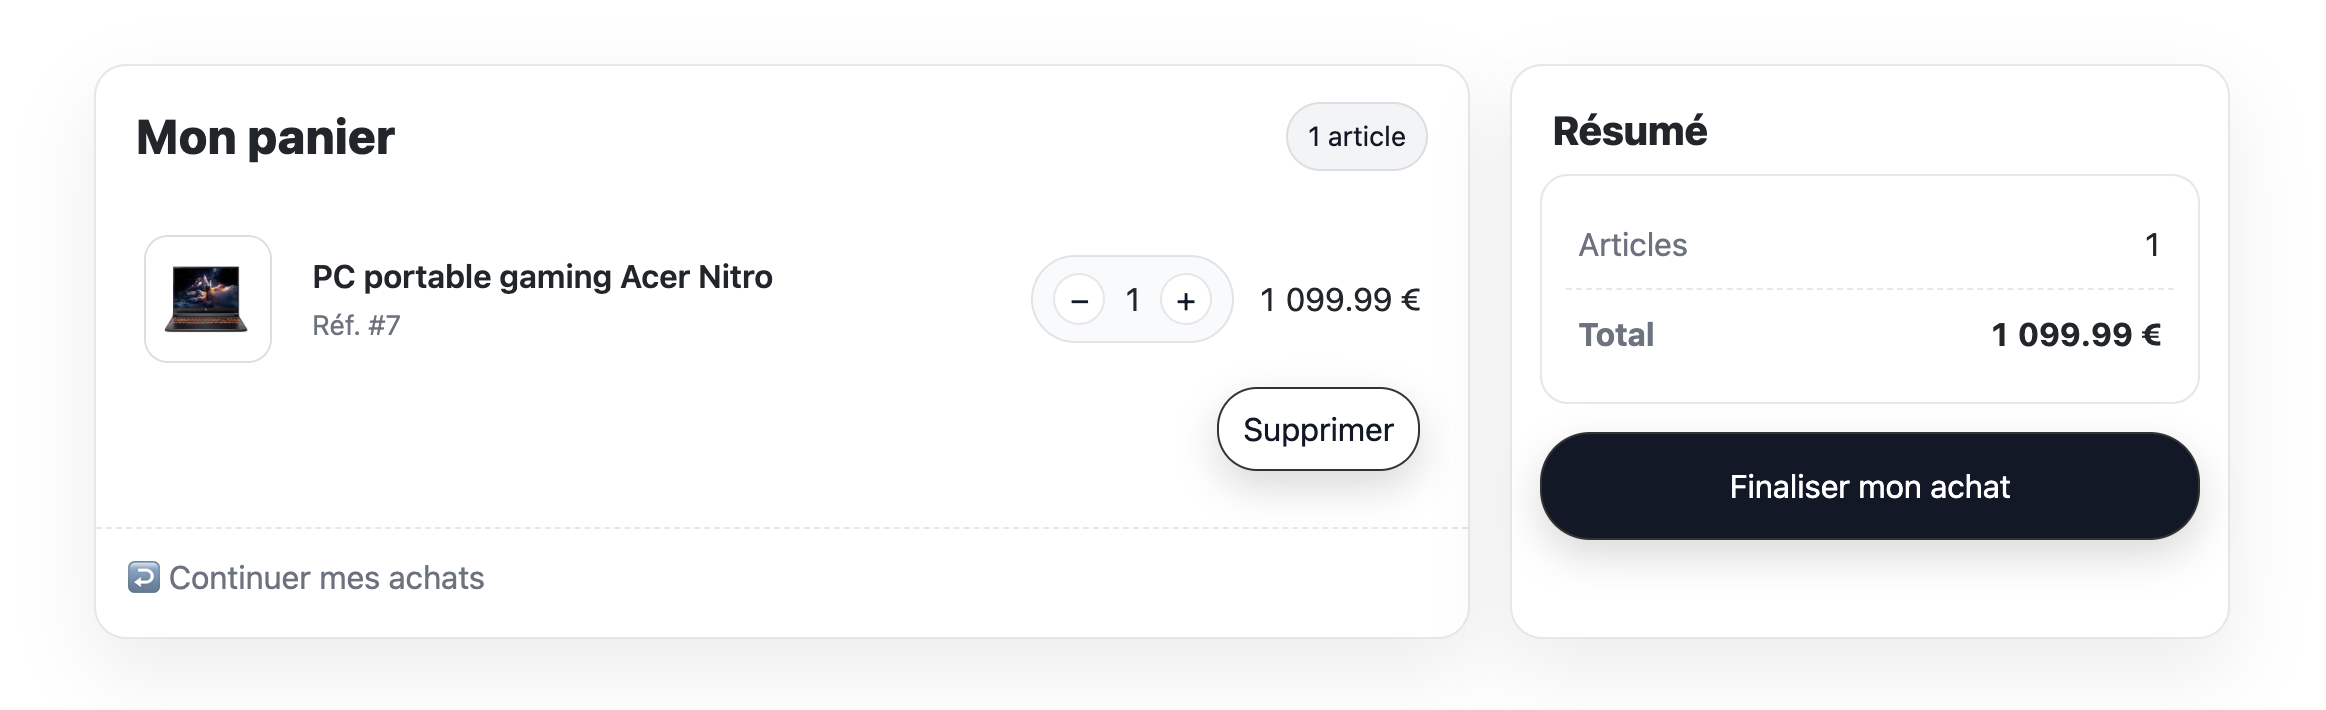 Mon panier
1 article
PC portable gaming Acer Nitro
Réf. #7
− 1 +
1 099.99 €
Supprimer
↩ Continuer mes achats
Résumé
Articles 1
Total 1 099.99 €
Finaliser mon achat